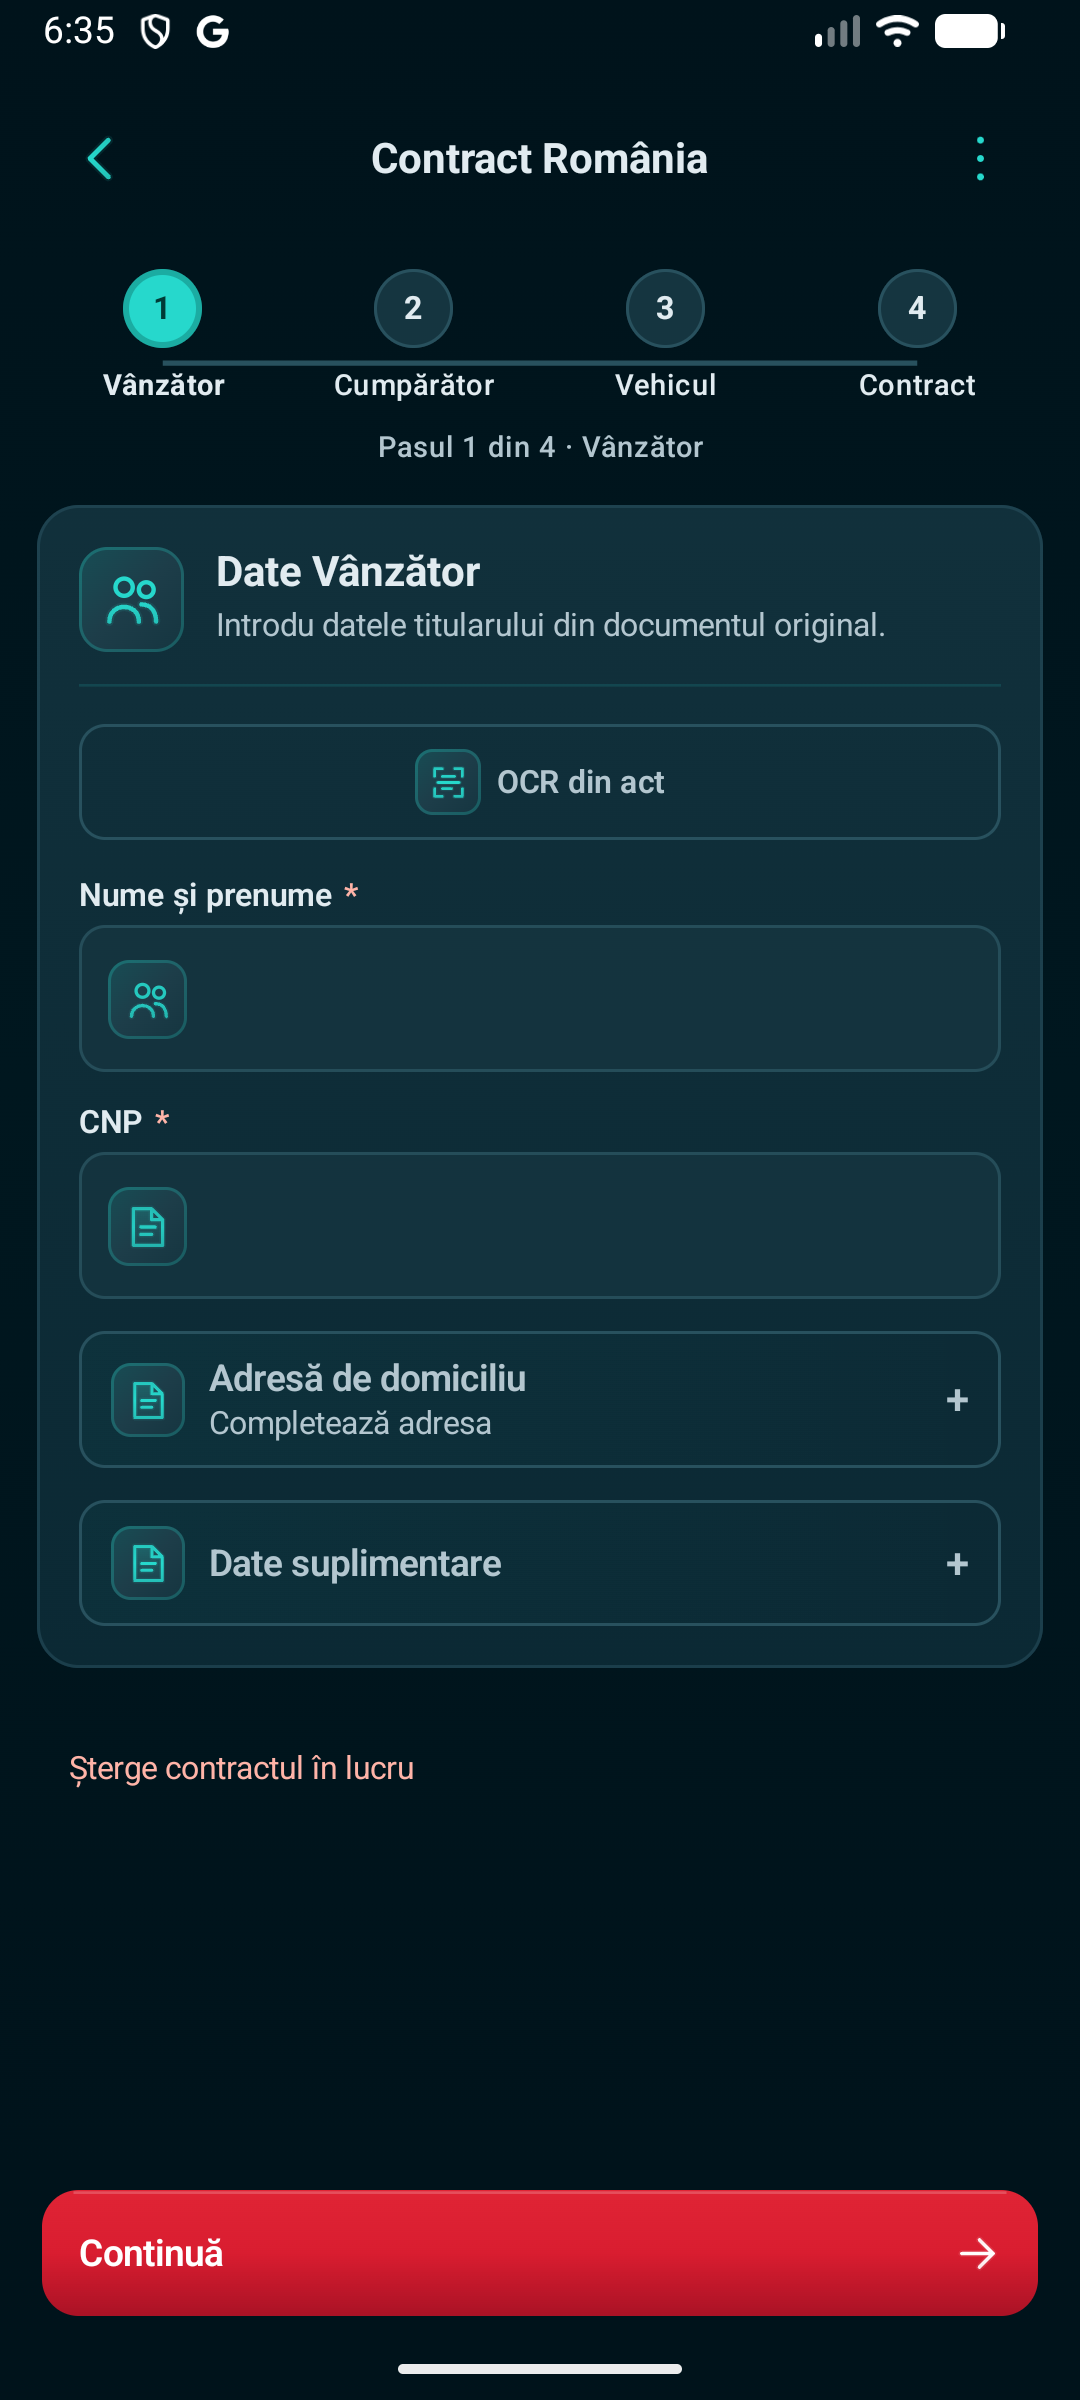 6:35
Contract România
1
2
3
4
Vânzător
Cumpărător
Vehicul
Contract
Pasul 1 din 4 · Vânzător
Date Vânzător
Introdu datele titularului din documentul original.
OCR din act
Nume și prenume *
CNP *
Adresă de domiciliu
Completează adresa
+
Date suplimentare
+
Șterge contractul în lucru
Continuă